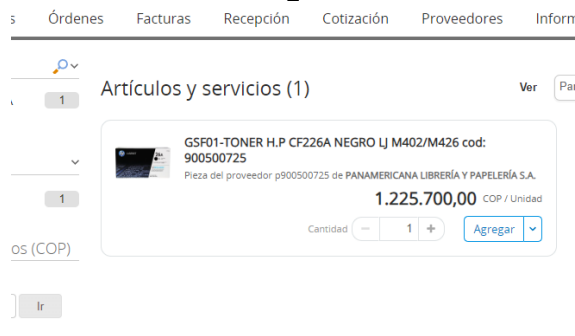 Órdenes Facturas Recepción Cotización Proveedores
Artículos y servicios (1)
Ver
1
GSF01-TONER H.P CF226A NEGRO LJ M402/M426 cod:
900500725
Pieza del proveedor p900500725 de PANAMERICANA LIBRERÍA Y PAPELERÍA S.A.
1.225.700,00 COP / Unidad
1
Cantidad − 1 + Agregar
os (COP)
Ir